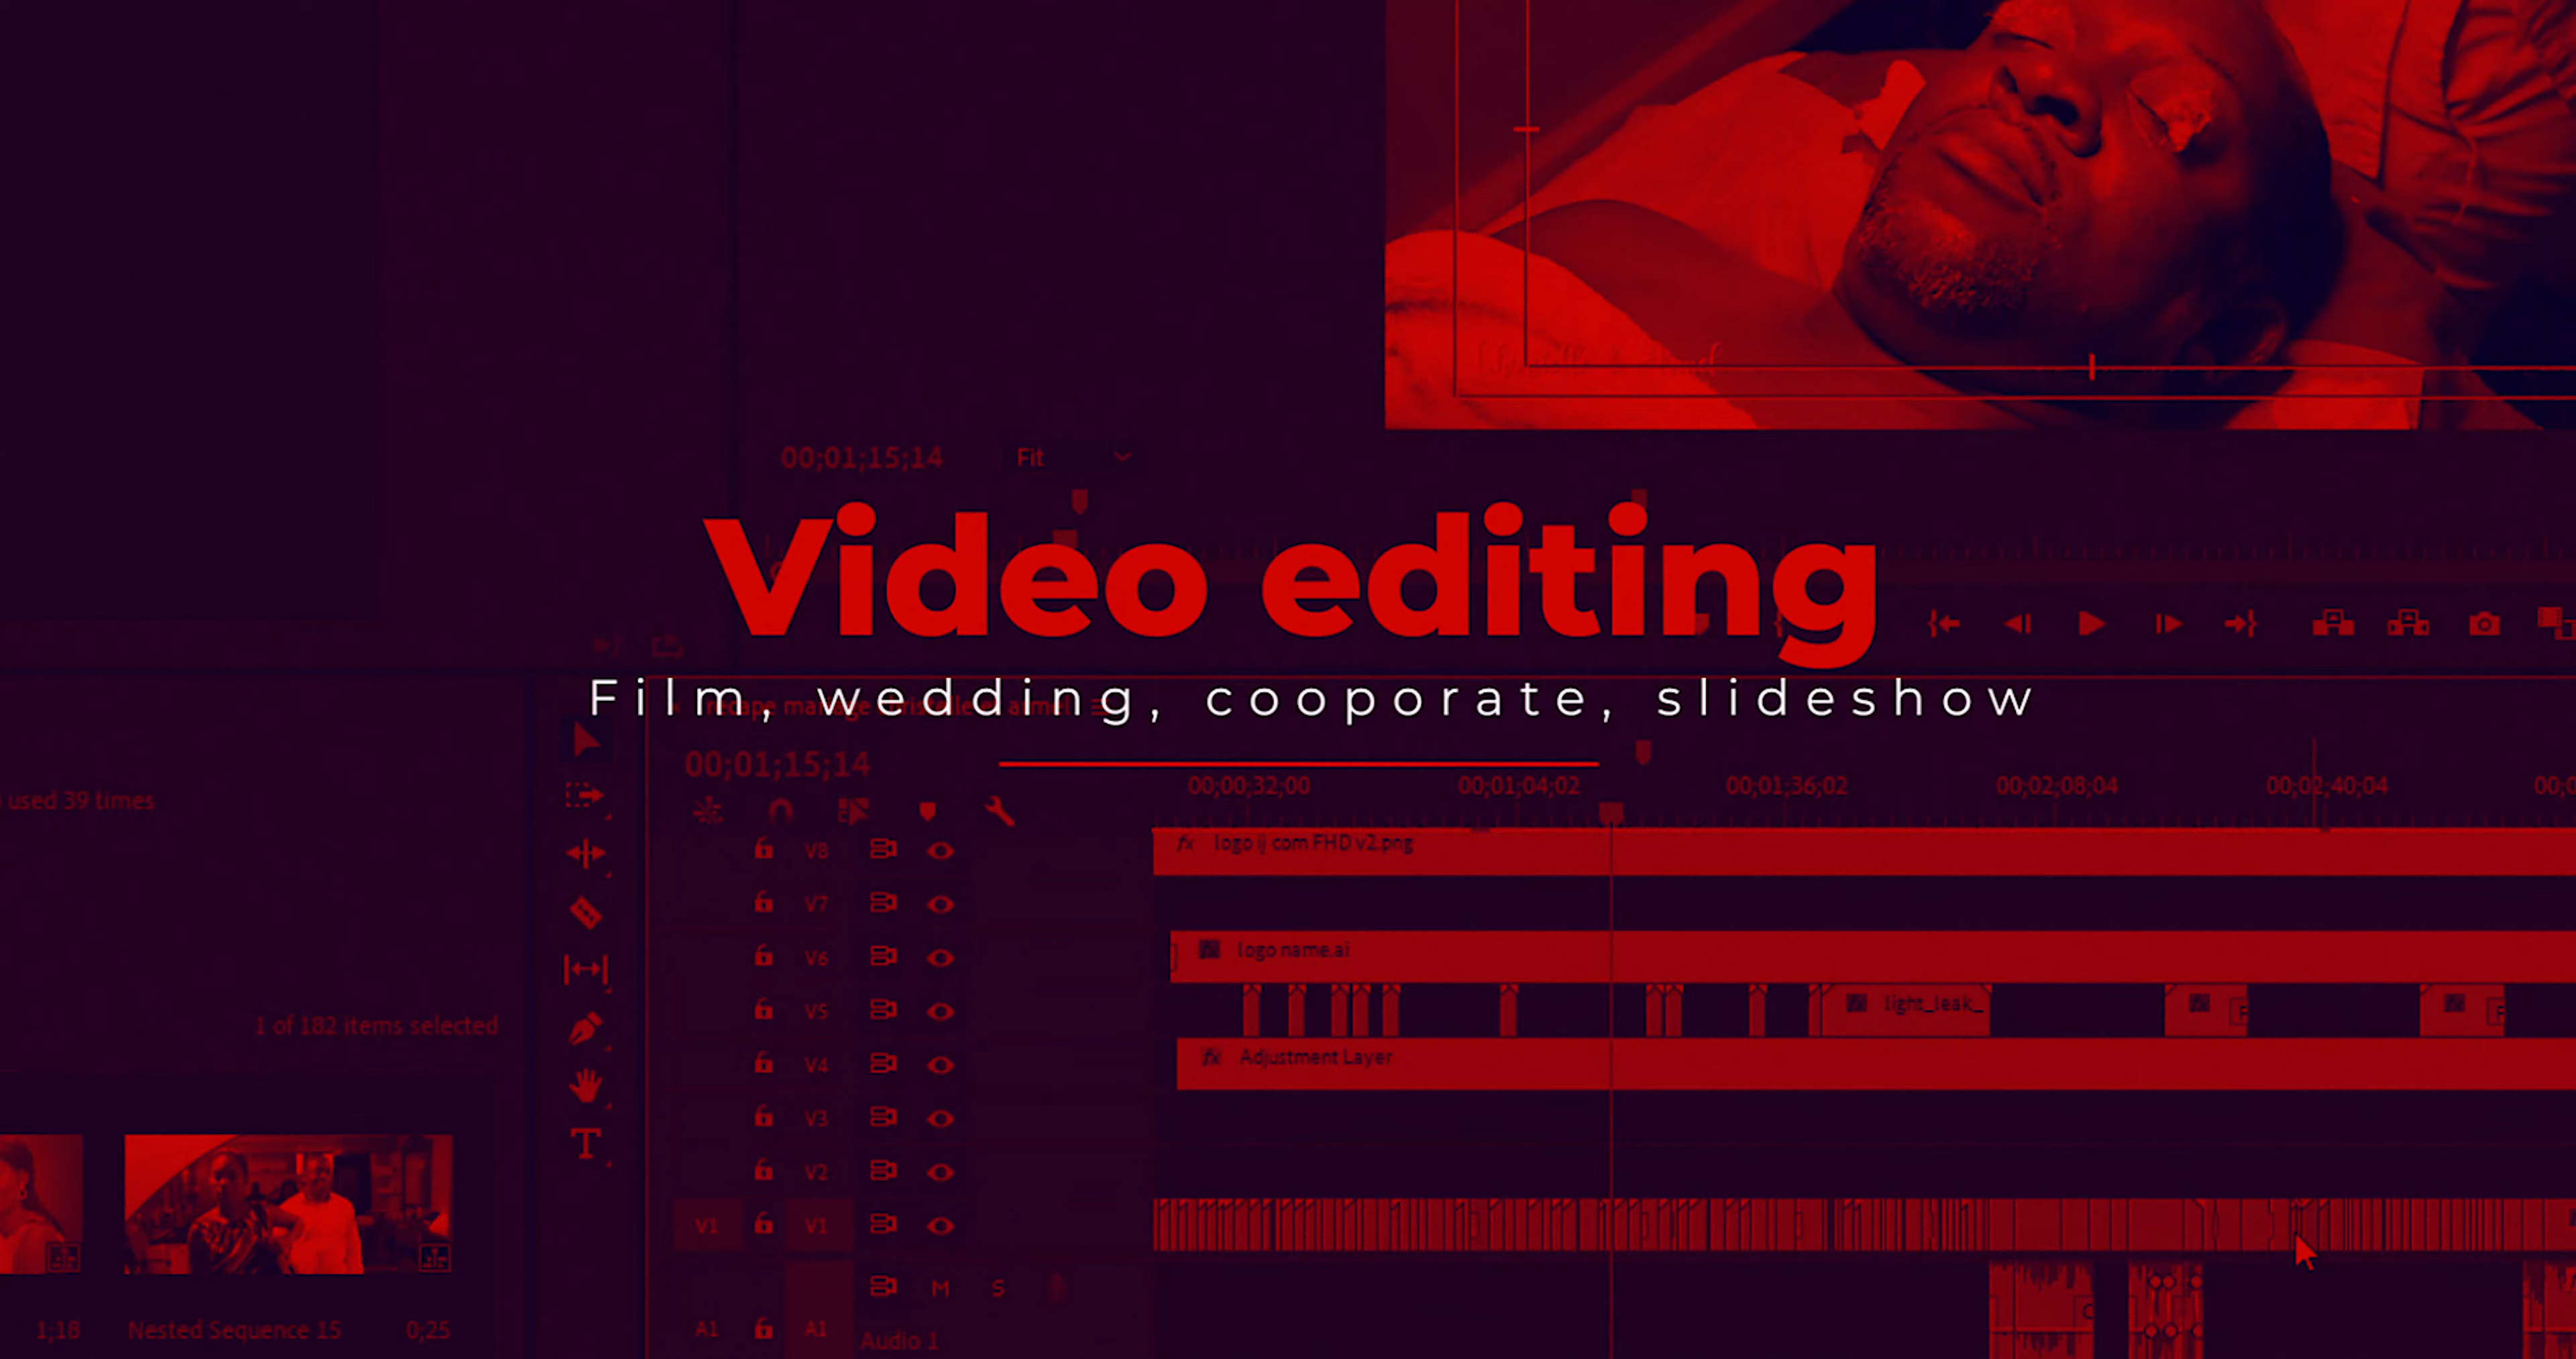 00;01;15;14 Fit
Video editing
Film, wedding, cooporate, slideshow
00;01;15;14
00;00;32;00 00;01;04;02 00;01;36;02 00;02;08;04 00;02;40;04
used 39 times
V8 logo ij com FHD v2.png
V7
V6 logo name.ai
V5 light_leak_
1 of 182 items selected
V4 Adjustment Layer
V3
V2
V1 V1
M S
A1 A1
1;18 Nested Sequence 15 0;25
Audio 1